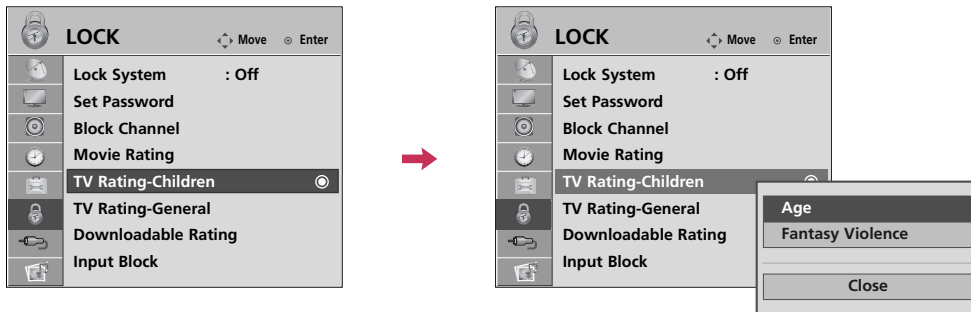 LOCK
Move
Enter
Lock System : Off
Set Password
Block Channel
Movie Rating
TV Rating-Children
TV Rating-General
Downloadable Rating
Input Block
LOCK
Move
Enter
Lock System : Off
Set Password
Block Channel
Movie Rating
TV Rating-Children
TV Rating-General
Downloadable Rating
Input Block
Age
Fantasy Violence
Close